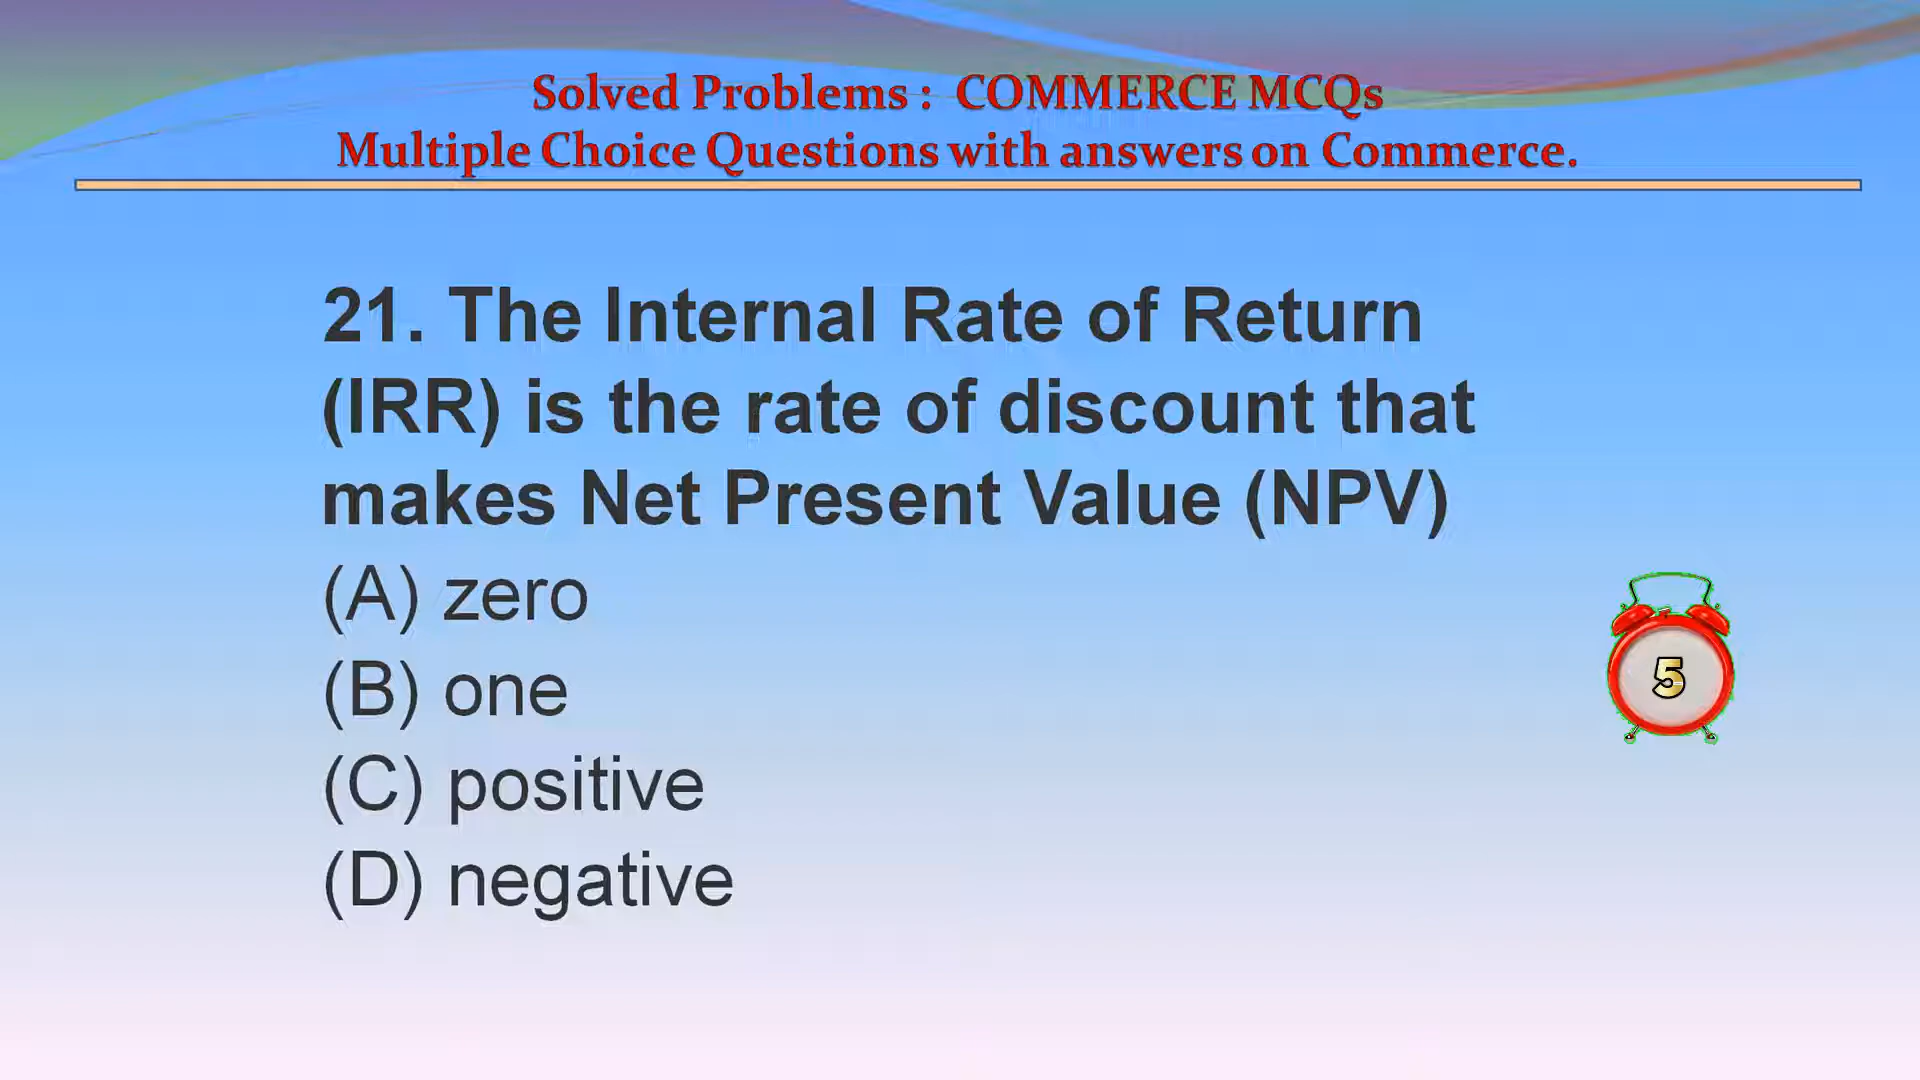 Solved Problems : COMMERCE MCQs
Multiple Choice Questions with answers on Commerce.
21. The Internal Rate of Return
(IRR) is the rate of discount that
makes Net Present Value (NPV)
(A) zero
(B) one
(C) positive
(D) negative
5